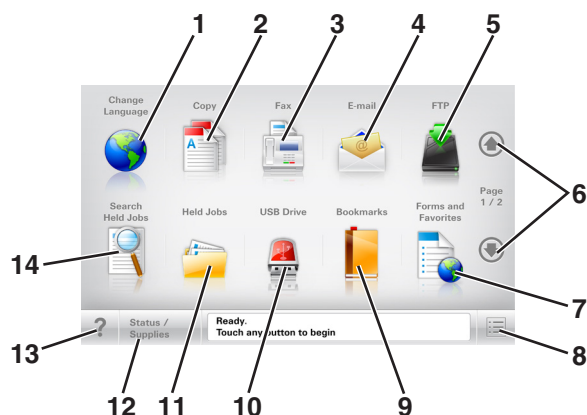 1 2 3 4 5
Change
Language
Copy
Fax
E-mail
FTP
A
@
6
Page
1 / 2
Search
Held Jobs
Held Jobs
USB Drive
Bookmarks
Forms and
Favorites
14
7
?
Status /
Supplies
Ready.
Touch any button to begin
13 12 11 10 9 8